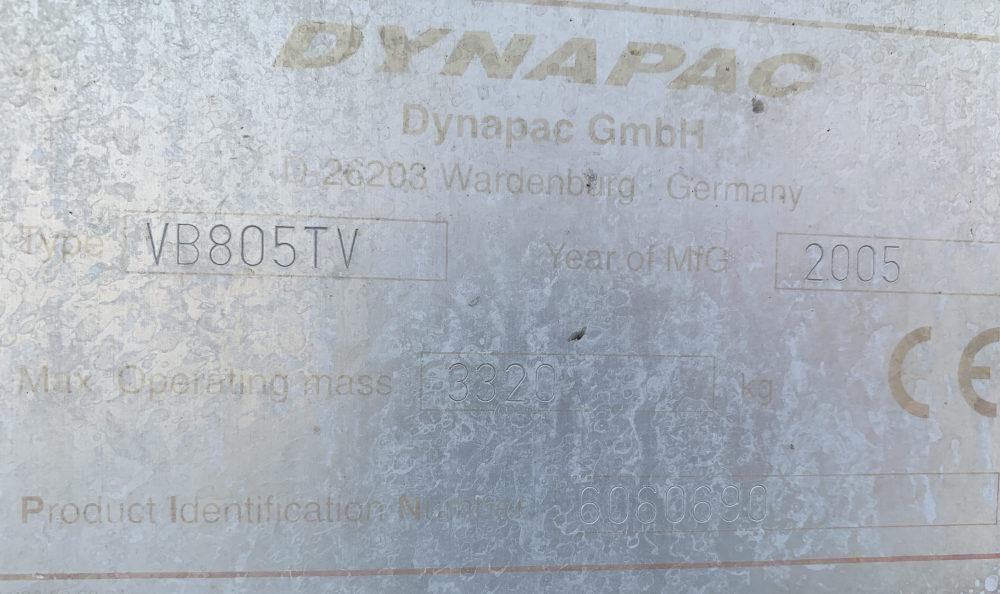 DYNAPAC
Dynapac GmbH
D-26203 Wardenburg Germany
Type VB805TV Year of MfG 2005
Max. Operating mass 3320 kg
CE
Product Identification Number 6060690